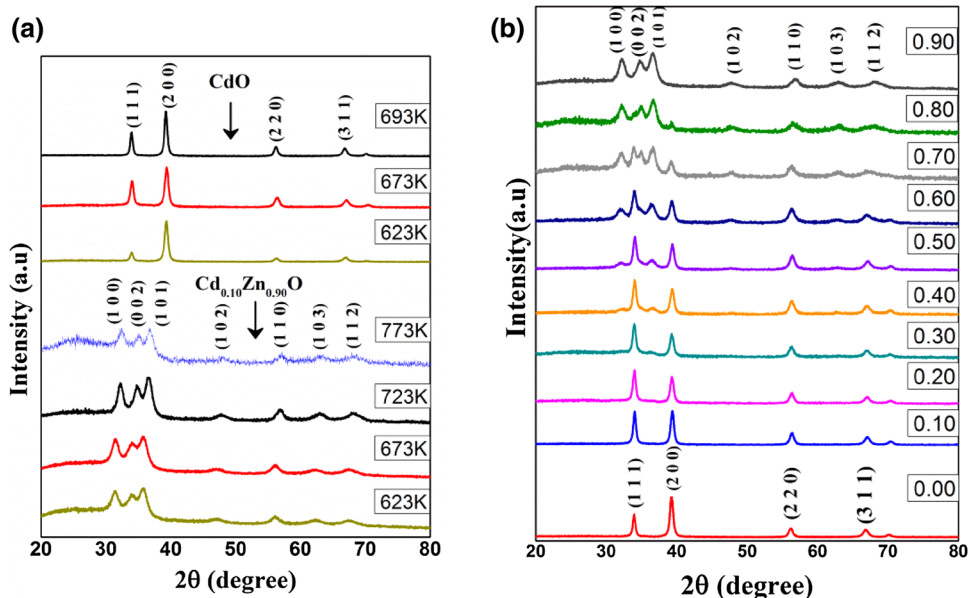 (a)
CdO
(1 1 1)
(2 0 0)
(2 2 0)
(3 1 1)
693K
673K
623K
Cd0.10Zn0.90O
(1 0 0)
(0 0 2)
(1 0 1)
(1 0 2)
(1 1 0)
(1 0 3)
(1 1 2)
773K
723K
673K
623K
Intensity (a.u)
20 30 40 50 60 70 80
2θ (degree)
(b)
(1 0 0)
(0 0 2)
(1 0 1)
(1 0 2)
(1 1 0)
(1 0 3)
(1 1 2)
0.90
0.80
0.70
0.60
0.50
0.40
0.30
0.20
0.10
(1 1 1)
(2 0 0)
(2 2 0)
(3 1 1)
0.00
Intensity(a.u)
20 30 40 50 60 70 80
2θ (degree)